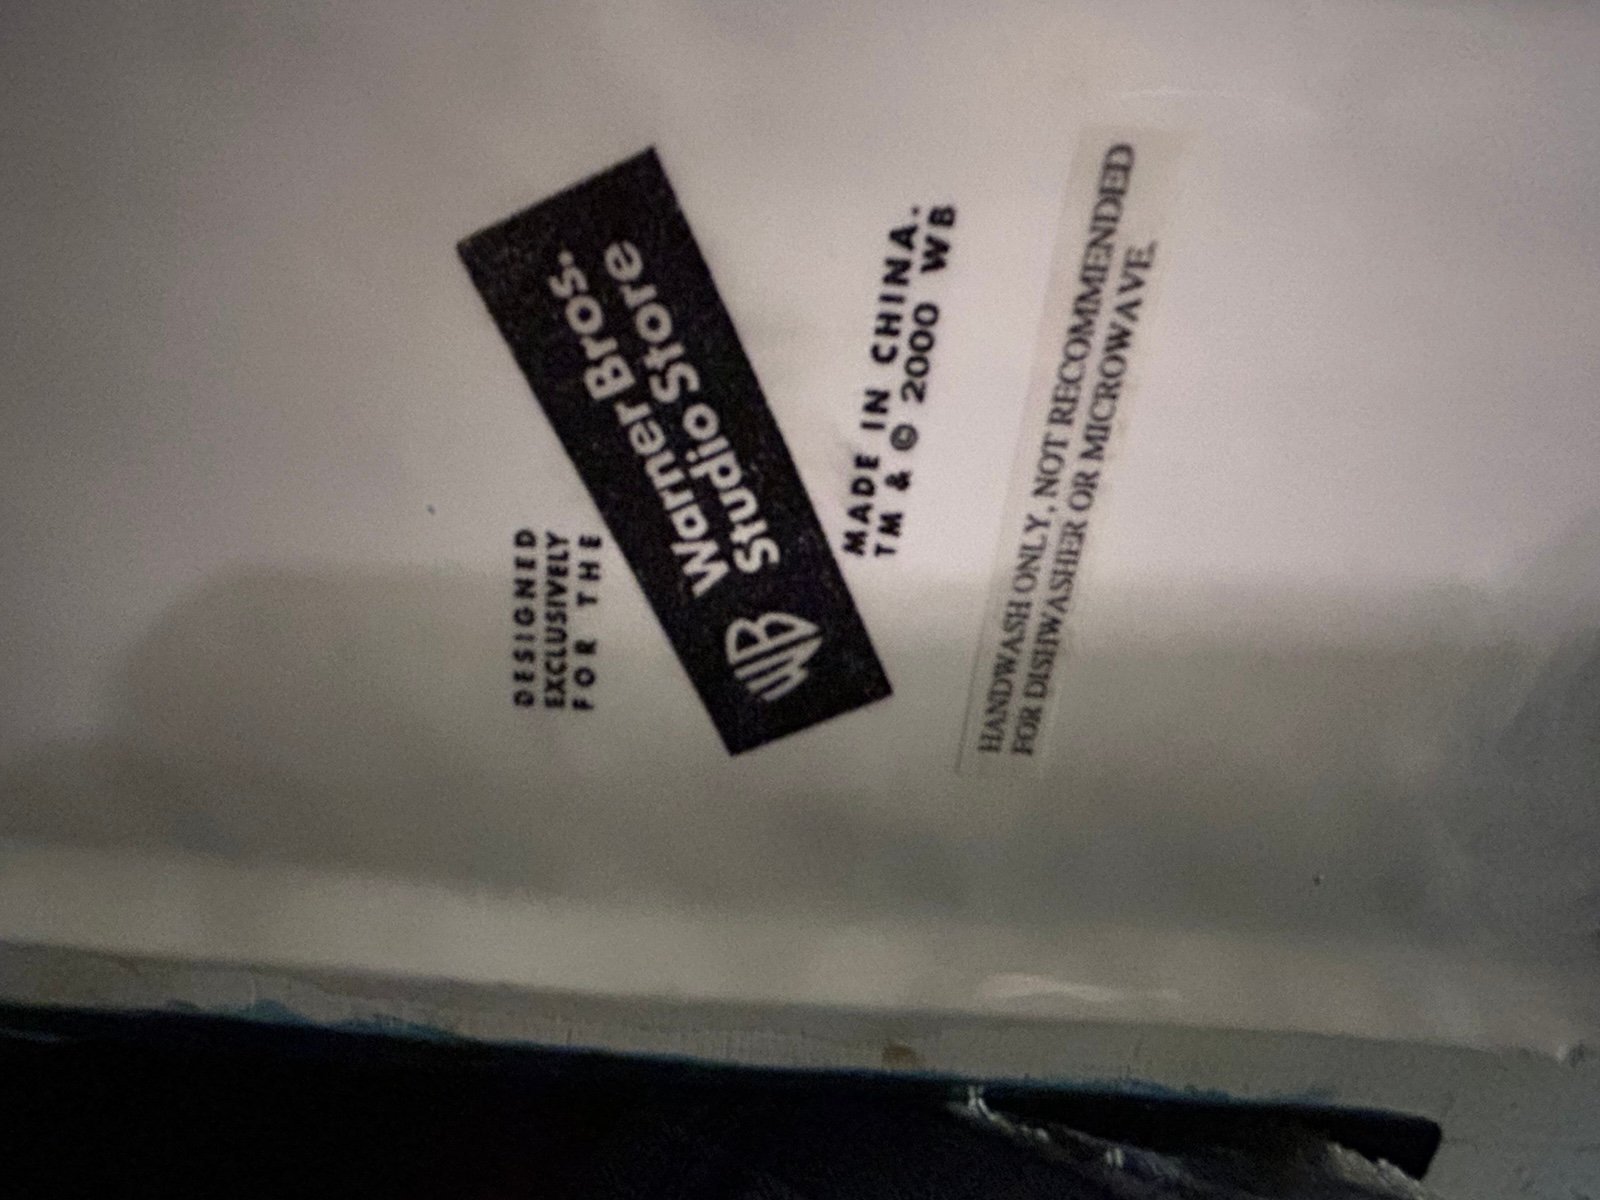 DESIGNED
EXCLUSIVELY
FOR THE
WB Warner Bros.
Studio Store
MADE IN CHINA.
TM & © 2000 WB
HANDWASH ONLY, NOT RECOMMENDED
FOR DISHWASHER OR MICROWAVE.